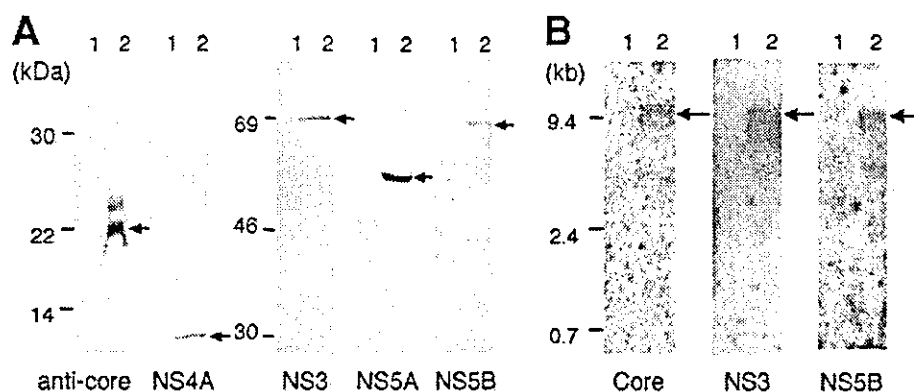 A
1 2 1 2 1 2 1 2 1 2
(kDa)
30
22
14
69
46
30
anti-core NS4A NS3 NS5A NS5B
B
1 2 1 2 1 2
(kb)
9.4
2.4
0.7
Core NS3 NS5B